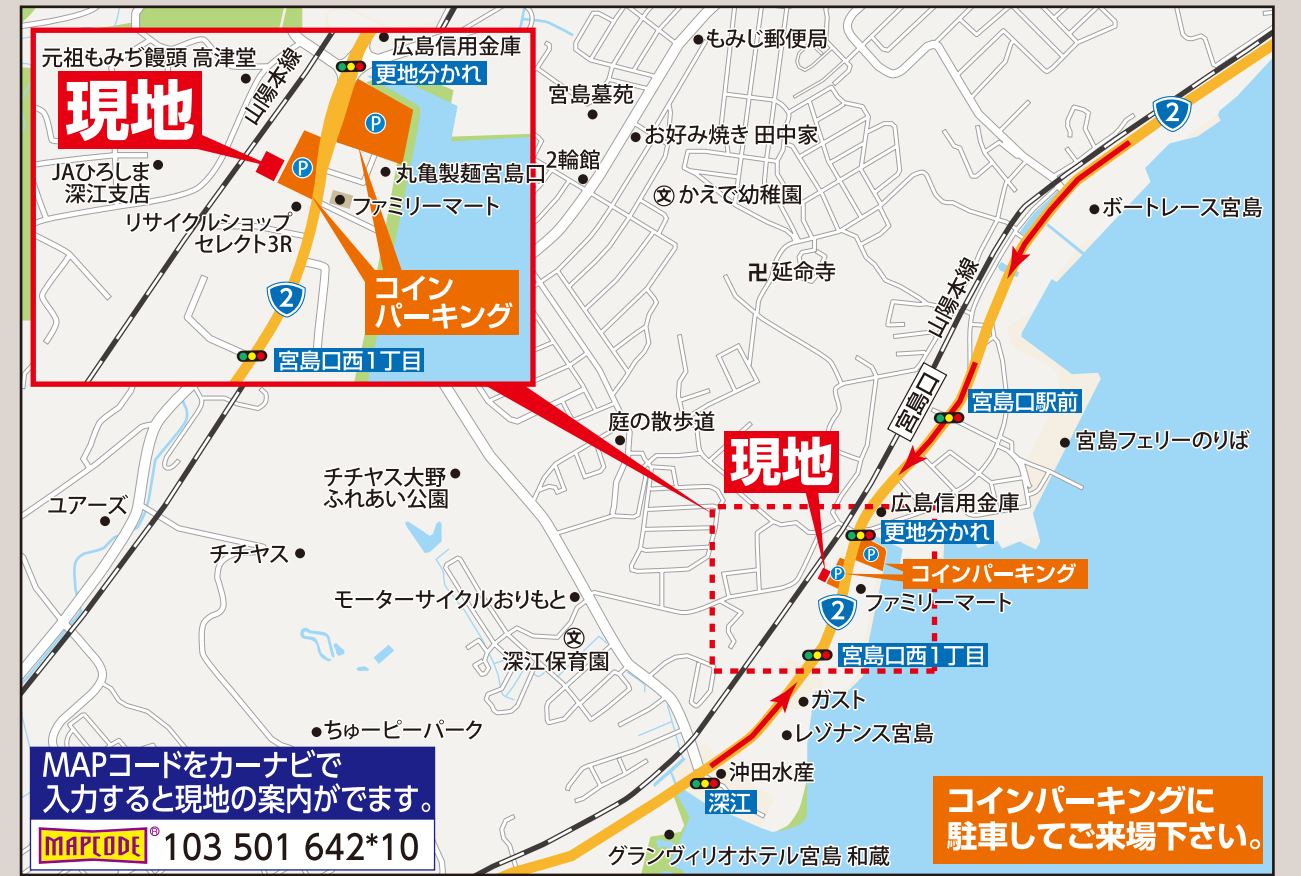 元祖もみぢ饅頭 高津堂
山陽本線
広島信用金庫
更地分かれ
現地
P
P
JAひろしま
深江支店
丸亀製麺宮島口
ファミリーマート
リサイクルショップ
セレクト3R
2
コイン
パーキング
宮島口西1丁目
もみじ郵便局
宮島墓苑
お好み焼き 田中家
2輪館
文 かえで幼稚園
卍延命寺
2
ボートレース宮島
山陽本線
宮島口
宮島口駅前
宮島フェリーのりば
庭の散歩道
現地
チチヤス大野
ふれあい公園
ユアーズ
チチヤス
広島信用金庫
更地分かれ
P
P
コインパーキング
ファミリーマート
2
モーターサイクルおりもと
文
深江保育園
宮島口西1丁目
ガスト
レゾナンス宮島
ちゅーピーパーク
沖田水産
深江
グランヴィリオホテル宮島 和蔵
MAPコードをカーナビで
入力すると現地の案内がでます。
MAPCODE® 103 501 642*10
コインパーキングに
駐車してご来場下さい。